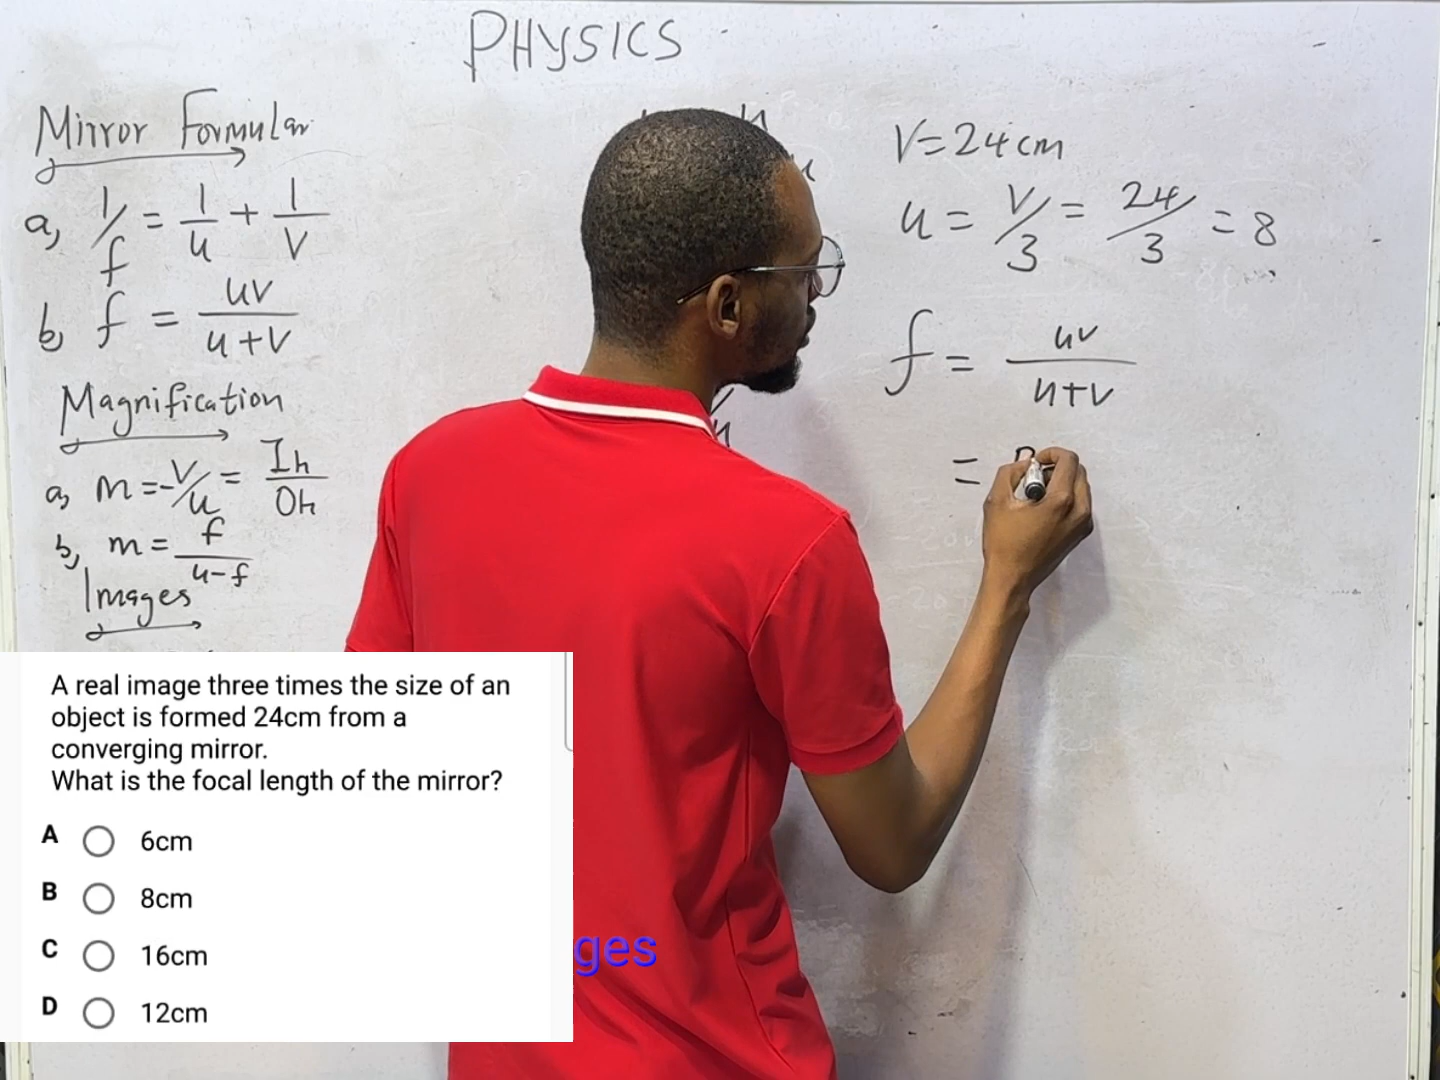 PHYSICS
Mirror Formular
a, 1/f = 1/u + 1/v
b, f = uv/u+v
Magnification
a, m = -v/u = Ih/Oh
b, m = f/u-f
Images
V=24cm
u = v/3 = 24/3 = 8
f = uv/u+v
=
A real image three times the size of an
object is formed 24cm from a
converging mirror.
What is the focal length of the mirror?
A 6cm
B 8cm
C 16cm
D 12cm
ges